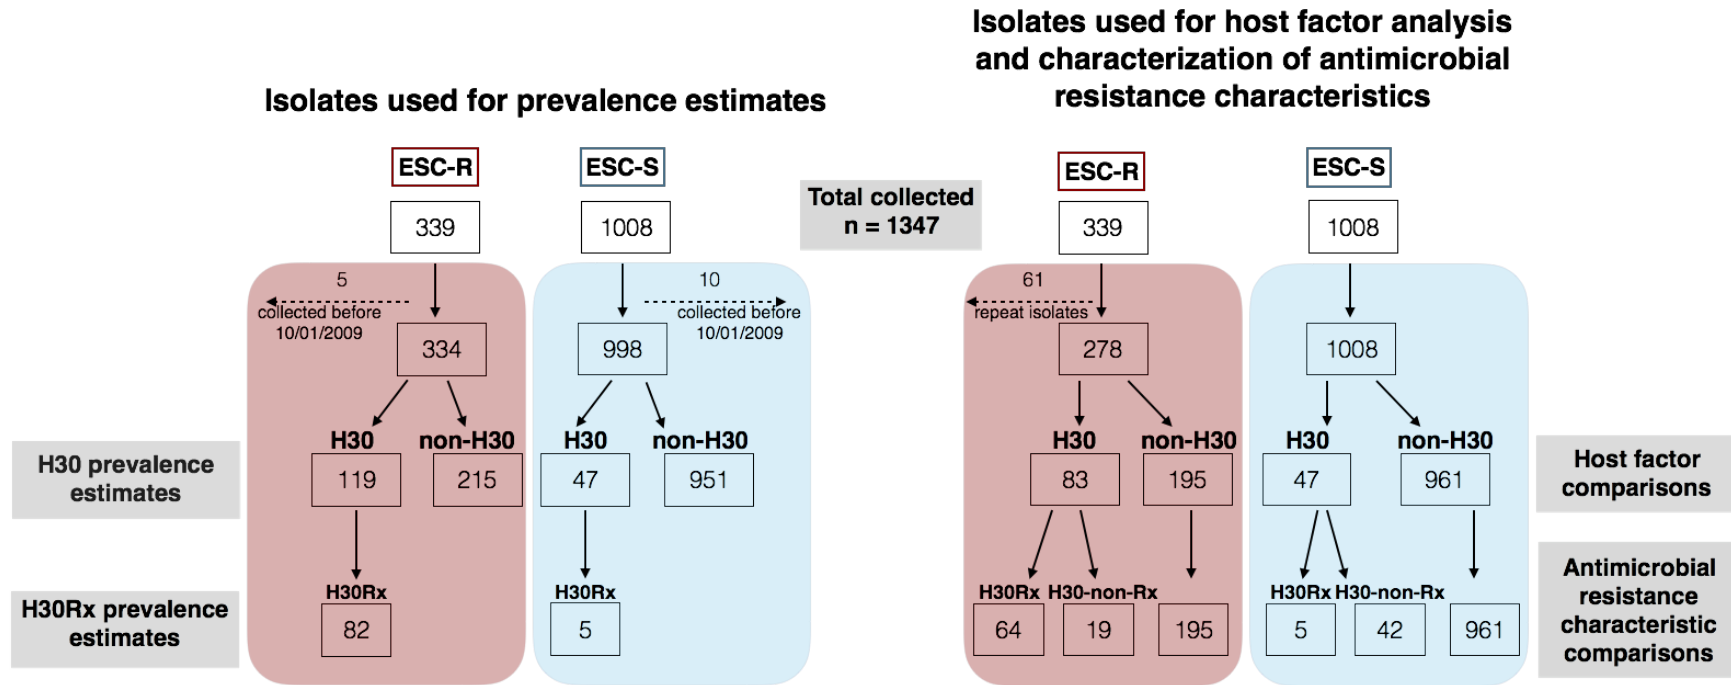 Isolates used for prevalence estimates
ESC-R
ESC-S
339
1008
5
collected before
10/01/2009
10
collected before
10/01/2009
334
998
H30
non-H30
H30
non-H30
H30 prevalence
estimates
119
215
47
951
H30Rx
H30Rx
H30Rx prevalence
estimates
82
5
Total collected
n = 1347
Isolates used for host factor analysis
and characterization of antimicrobial
resistance characteristics
ESC-R
ESC-S
339
1008
61
repeat isolates
278
1008
H30
non-H30
H30
non-H30
83
195
47
961
Host factor
comparisons
H30Rx
H30-non-Rx
H30Rx
H30-non-Rx
64
19
195
5
42
961
Antimicrobial
resistance
characteristic
comparisons